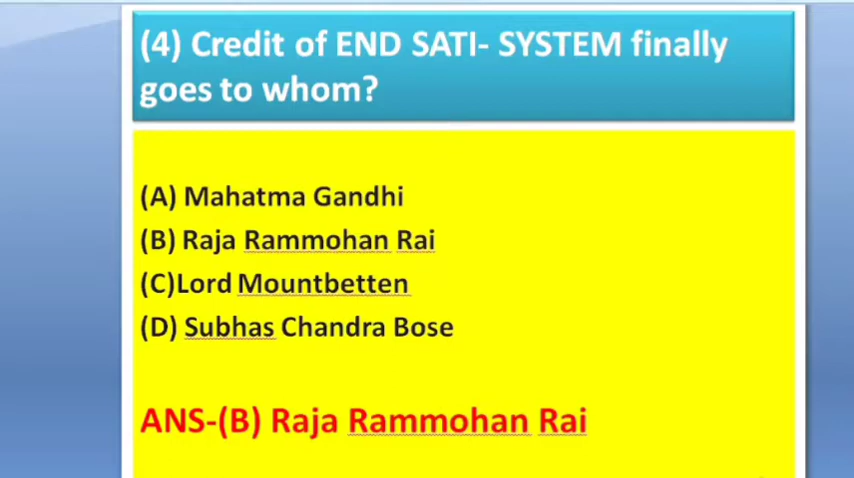 (4) Credit of END SATI- SYSTEM finally
goes to whom?
(A) Mahatma Gandhi
(B) Raja Rammohan Rai
(C)Lord Mountbetten
(D) Subhas Chandra Bose
ANS-(B) Raja Rammohan Rai